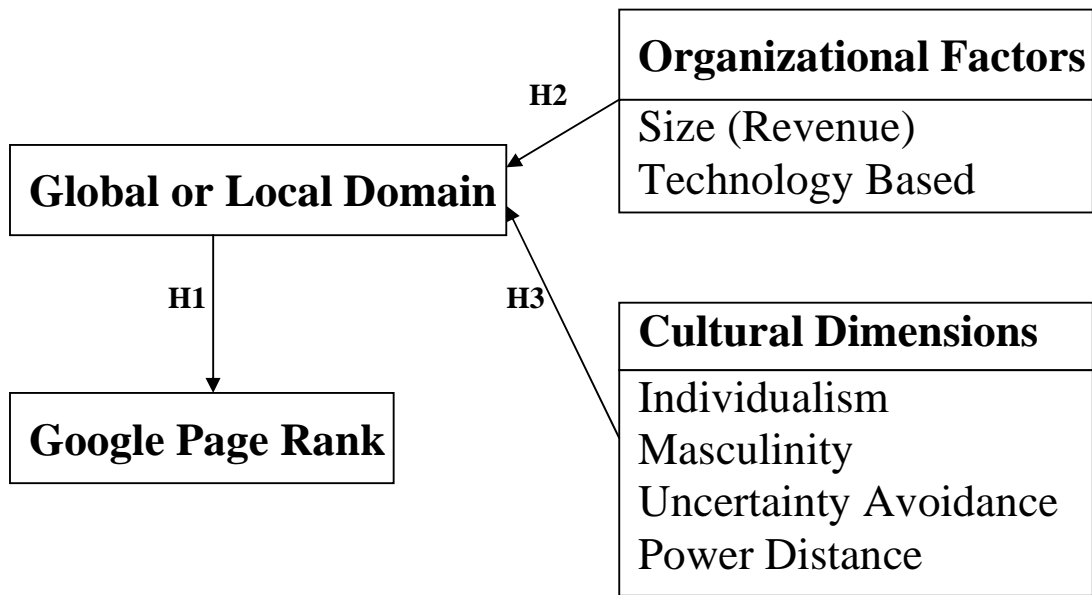 Organizational Factors
Size (Revenue)
Technology Based
H2
Global or Local Domain
H1
H3
Google Page Rank
Cultural Dimensions
Individualism
Masculinity
Uncertainty Avoidance
Power Distance